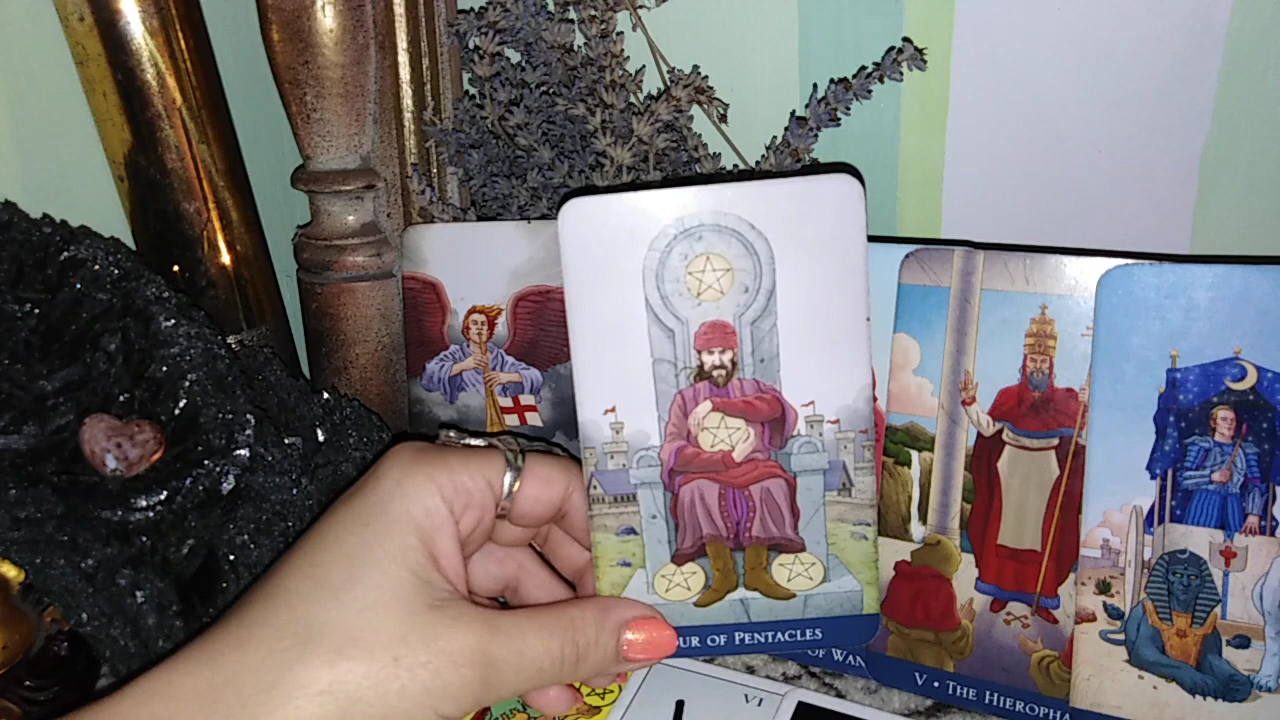 UR OF PENTACLES
OF WAN
V • THE HIEROPHA
VI